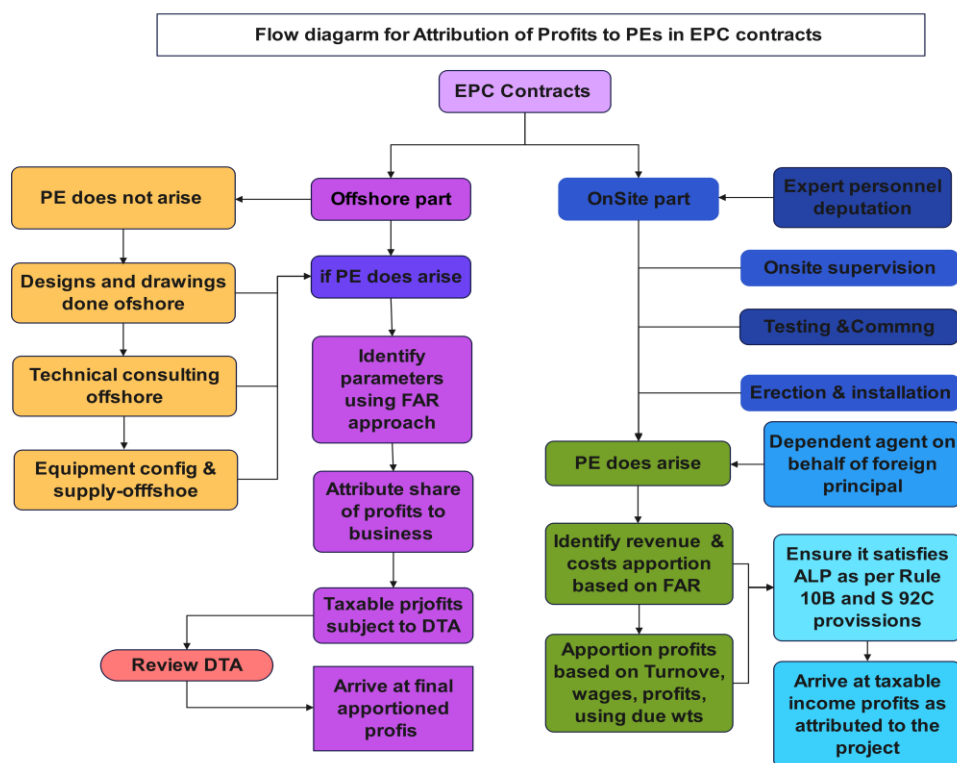 Flow diagarm for Attribution of Profits to PEs in EPC contracts
EPC Contracts
PE does not arise
Offshore part
OnSite part
Expert personnel
deputation
Designs and drawings
done ofshore
if PE does arise
Onsite supervision
Testing &Commng
Technical consulting
offshore
Identify
parameters
using FAR
approach
Erection & installation
Equipment config &
supply-offfshoe
PE does arise
Dependent agent on
behalf of foreign
principal
Attribute share
of profits to
business
Identify revenue &
costs apportion
based on FAR
Ensure it satisfies
ALP as per Rule
10B and S 92C
provissions
Taxable prjofits
subject to DTA
Review DTA
Apportion profits
based on Turnove,
wages, profits,
using due wts
Arrive at final
apportioned
profis
Arrive at taxable
income profits as
attributed to the
project